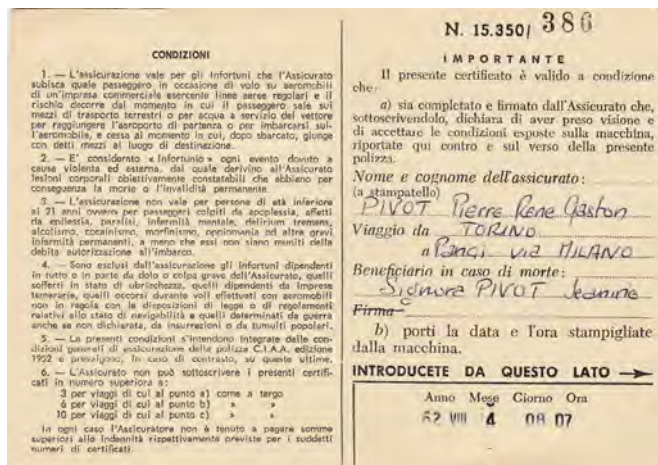 CONDIZIONI
1. — L'assicurazione vale per gli infortuni che l'Assicurato
subisca quale passeggero in occasione di volo su aeromobili
di un'impresa commerciale esercente linee aeree regolari e il
rischio decorre dal momento in cui il passeggero sale sui
mezzi di trasporto terrestri o per acqua a servizio del vettore
per raggiungere l'aeroporto di partenza o per imbarcarsi sul-
l'aeromobile, e cessa al momento in cui, dopo sbarcato, giunge
con detti mezzi al luogo di destinazione.
2. — E' considerato « infortunio » ogni evento dovuto a
causa violenta ed esterna, dal quale derivino all'Assicurato
lesioni corporali obiettivamente constatabili che abbiano per
conseguenza la morte o l'invalidità permanente.
3. — L'assicurazione non vale per persone di età inferiore
ai 21 anni ovvero per passeggeri colpiti da apoplessia, affetti
da epilessia, paralisi, infermità mentale, delirium tremens,
alcolismo, cocainismo, morfinismo, oppiomania od altre gravi
infermità permanenti, a meno che essi non siano muniti della
debita autorizzazione all'imbarco.
4. — Sono esclusi dall'assicurazione gli infortuni dipendenti
in tutto o in parte da dolo o colpa grave dell'Assicurato, quelli
sofferti in stato di ubriachezza, quelli dipendenti da imprese
temerarie, quelli occorsi durante voli effettuati con aeromobili
non in regola con le disposizioni di legge o di regolamenti
relativi allo stato di navigabilità e quelli determinati da guerra
anche se non dichiarata, da insurrezioni o da tumulti popolari.
5. — Le presenti condizioni s'intendono integrate dalle con-
dizioni generali di assicurazione della polizza C.I.A.A. edizione
1952 e prevalgono, in caso di contrasto, su queste ultime.
6. — L'Assicurato non può sottoscrivere i presenti certifi-
cati in numero superiore a:
3 per viaggi di cui al punto a) come a tergo
6 per viaggi di cui al punto b) » »
10 per viaggi di cui al punto c) » »
In ogni caso l'Assicuratore non è tenuto a pagare somme
superiori alle indennità rispettivamente previste per i suddetti
numeri di certificati.
N. 15.350/ 386
IMPORTANTE
Il presente certificato è valido a condizione
che:
a) sia completato e firmato dall'Assicurato che,
sottoscrivendolo, dichiara di aver preso visione e
di accettare le condizioni esposte sulla macchina,
riportate qui contro e sul verso della presente
polizza.
Nome e cognome dell'assicurato:
(a stampatello)
PIVOT Pierre Rene Gaston
Viaggio da TORINO
a Parigi via MILANO
Beneficiario in caso di morte:
Signora PIVOT Jeanine
Firma
b) porti la data e l'ora stampigliate
dalla macchina.
INTRODUCETE DA QUESTO LATO →
Anno Mese Giorno Ora
62 VIII 4 08 07